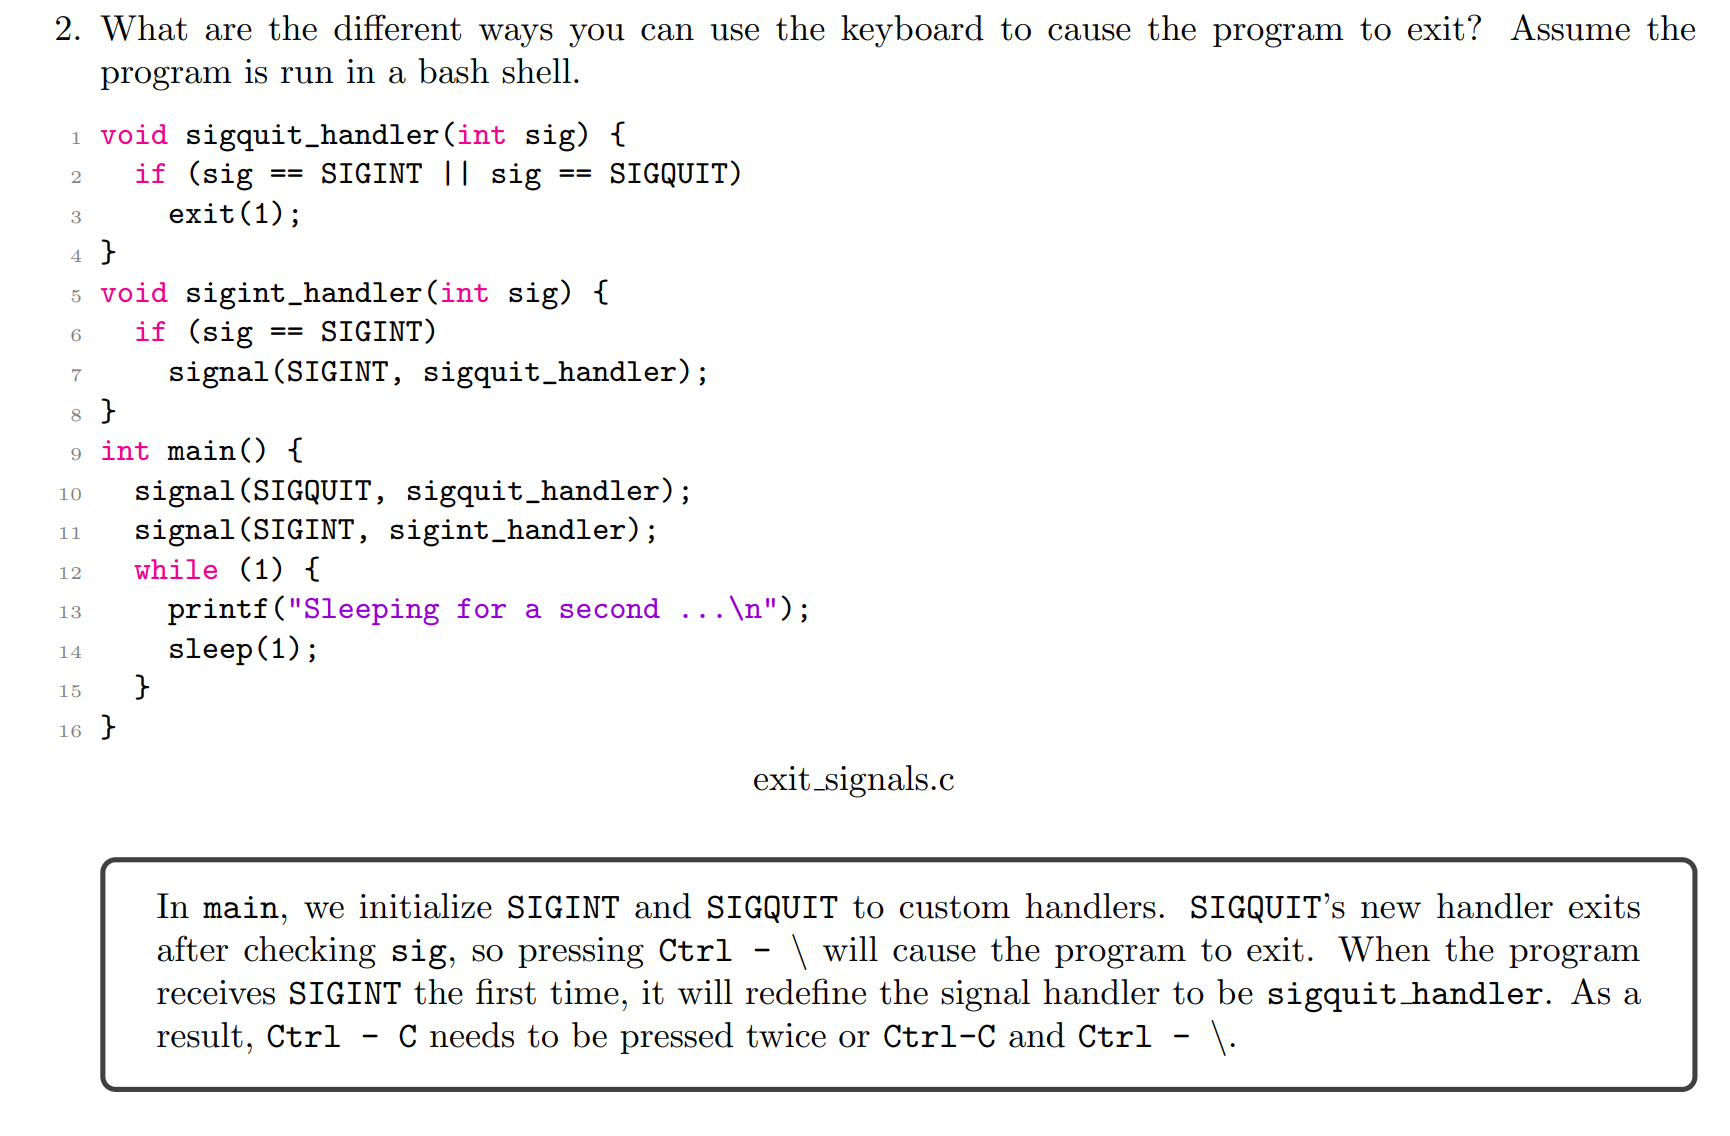 2. What are the different ways you can use the keyboard to cause the program to exit? Assume the
program is run in a bash shell.
1 void sigquit_handler(int sig) {
2   if (sig == SIGINT || sig == SIGQUIT)
3     exit(1);
4 }
5 void sigint_handler(int sig) {
6   if (sig == SIGINT)
7     signal(SIGINT, sigquit_handler);
8 }
9 int main() {
10   signal(SIGQUIT, sigquit_handler);
11   signal(SIGINT, sigint_handler);
12   while (1) {
13     printf("Sleeping for a second ...\n");
14     sleep(1);
15   }
16 }
exit_signals.c
In main, we initialize SIGINT and SIGQUIT to custom handlers. SIGQUIT's new handler exits
after checking sig, so pressing Ctrl - \ will cause the program to exit. When the program
receives SIGINT the first time, it will redefine the signal handler to be sigquit_handler. As a
result, Ctrl - C needs to be pressed twice or Ctrl-C and Ctrl - \.